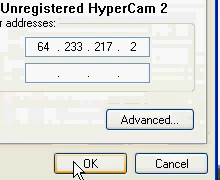 Unregistered HyperCam 2
r addresses:
64 . 233 . 217 . 2
. . .
Advanced...
OK
Cancel